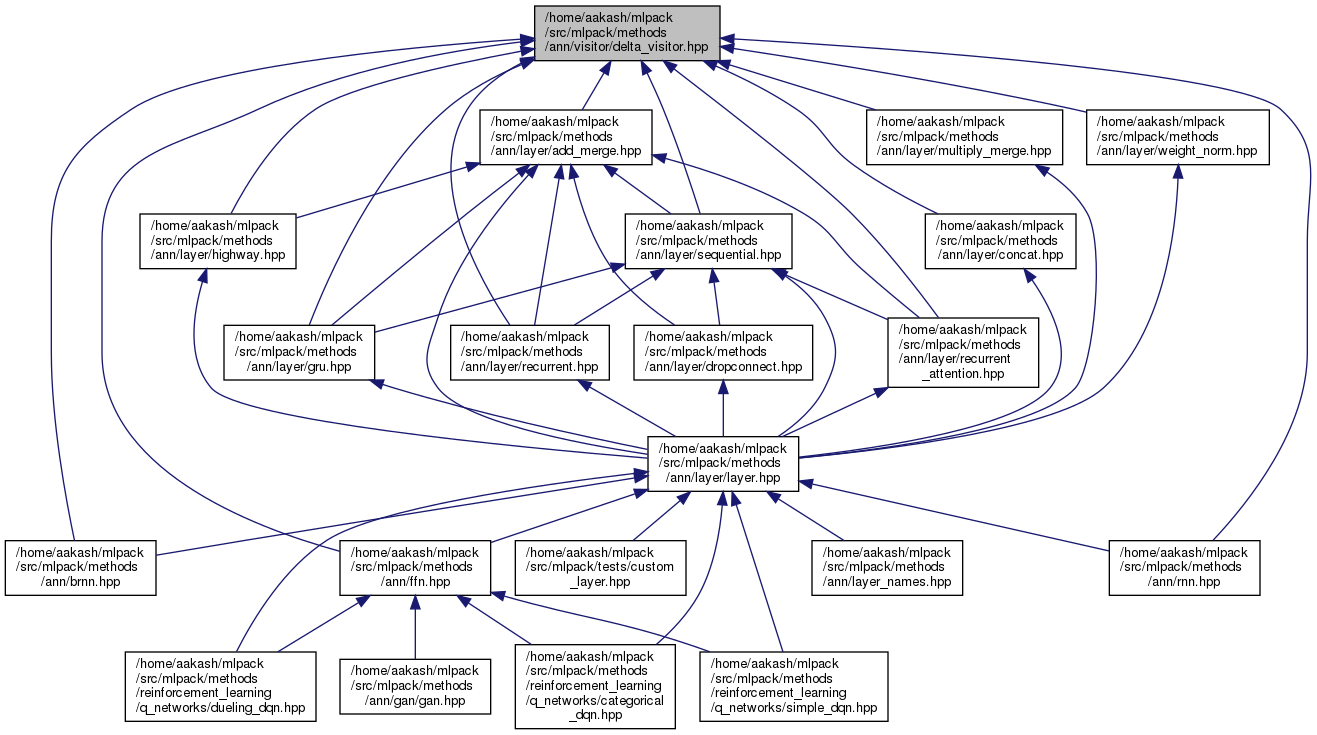 /home/aakash/mlpack
/src/mlpack/methods
/ann/visitor/delta_visitor.hpp
/home/aakash/mlpack
/src/mlpack/methods
/ann/layer/add_merge.hpp
/home/aakash/mlpack
/src/mlpack/methods
/ann/layer/multiply_merge.hpp
/home/aakash/mlpack
/src/mlpack/methods
/ann/layer/weight_norm.hpp
/home/aakash/mlpack
/src/mlpack/methods
/ann/layer/highway.hpp
/home/aakash/mlpack
/src/mlpack/methods
/ann/layer/sequential.hpp
/home/aakash/mlpack
/src/mlpack/methods
/ann/layer/concat.hpp
/home/aakash/mlpack
/src/mlpack/methods
/ann/layer/gru.hpp
/home/aakash/mlpack
/src/mlpack/methods
/ann/layer/recurrent.hpp
/home/aakash/mlpack
/src/mlpack/methods
/ann/layer/dropconnect.hpp
/home/aakash/mlpack
/src/mlpack/methods
/ann/layer/recurrent
_attention.hpp
/home/aakash/mlpack
/src/mlpack/methods
/ann/layer/layer.hpp
/home/aakash/mlpack
/src/mlpack/methods
/ann/brnn.hpp
/home/aakash/mlpack
/src/mlpack/methods
/ann/ffn.hpp
/home/aakash/mlpack
/src/mlpack/tests/custom
_layer.hpp
/home/aakash/mlpack
/src/mlpack/methods
/ann/layer_names.hpp
/home/aakash/mlpack
/src/mlpack/methods
/ann/rnn.hpp
/home/aakash/mlpack
/src/mlpack/methods
/reinforcement_learning
/q_networks/dueling_dqn.hpp
/home/aakash/mlpack
/src/mlpack/methods
/ann/gan/gan.hpp
/home/aakash/mlpack
/src/mlpack/methods
/reinforcement_learning
/q_networks/categorical
_dqn.hpp
/home/aakash/mlpack
/src/mlpack/methods
/reinforcement_learning
/q_networks/simple_dqn.hpp